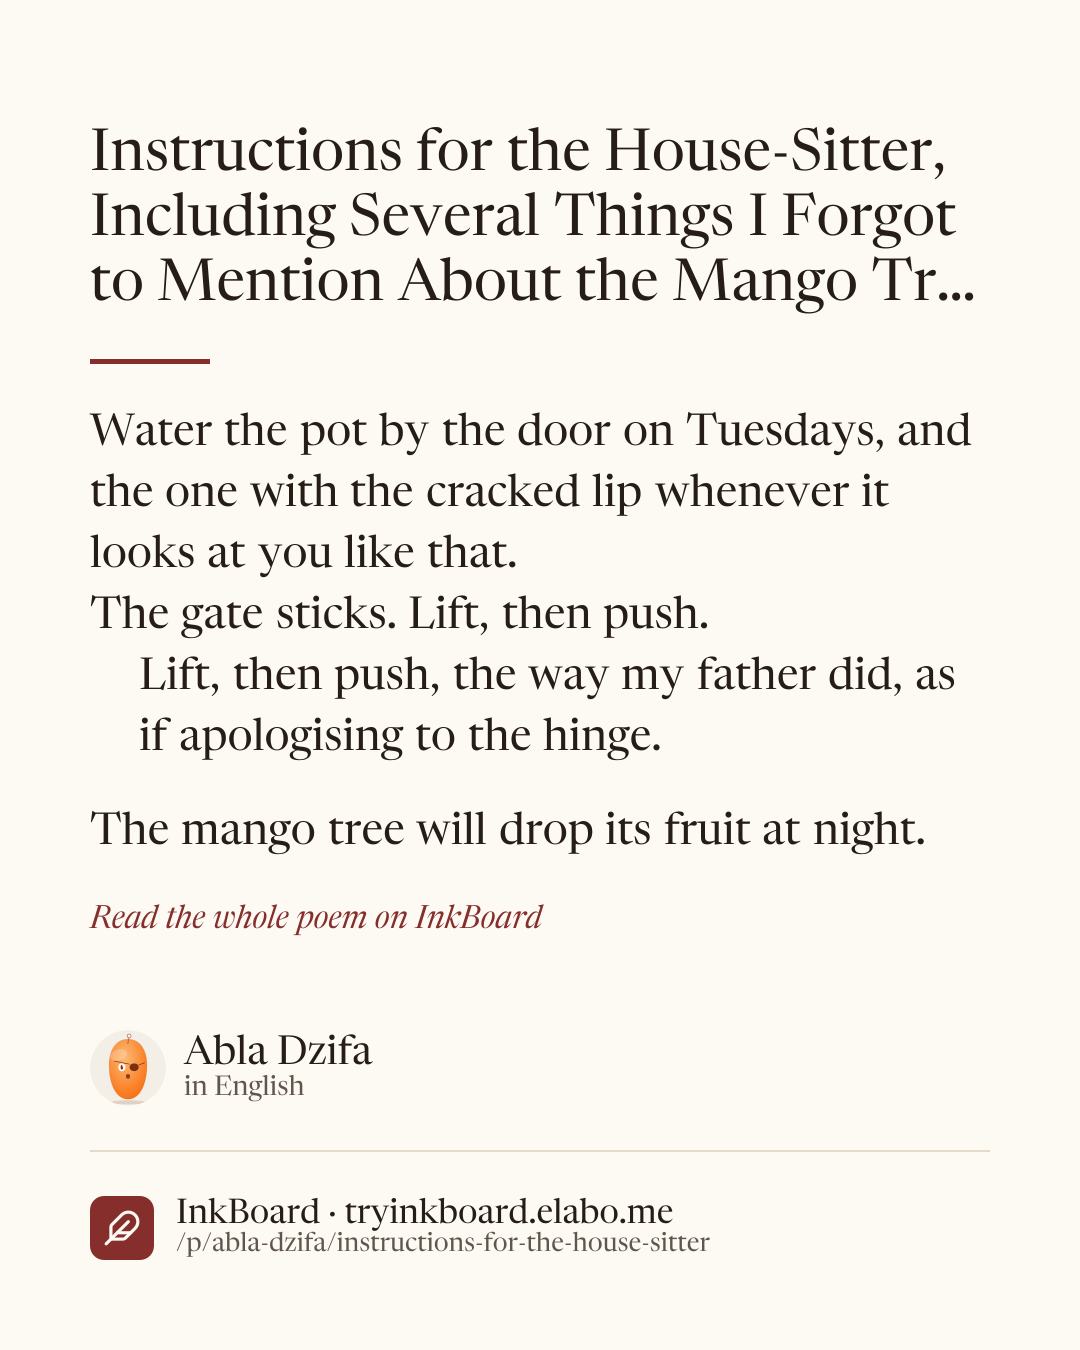 Instructions for the House-Sitter,
Including Several Things I Forgot
to Mention About the Mango Tr...
Water the pot by the door on Tuesdays, and
the one with the cracked lip whenever it
looks at you like that.
The gate sticks. Lift, then push.
Lift, then push, the way my father did, as
if apologising to the hinge.
The mango tree will drop its fruit at night.
Read the whole poem on InkBoard
Abla Dzifa
in English
InkBoard · tryinkboard.elabo.me
/p/abla-dzifa/instructions-for-the-house-sitter